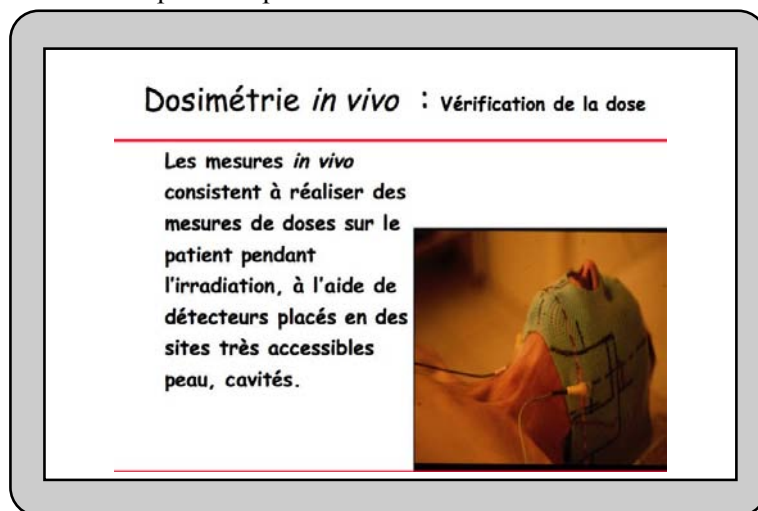 Dosimétrie in vivo : Vérification de la dose
Les mesures in vivo
consistent à réaliser des
mesures de doses sur le
patient pendant
l'irradiation, à l'aide de
détecteurs placés en des
sites très accessibles
peau, cavités.